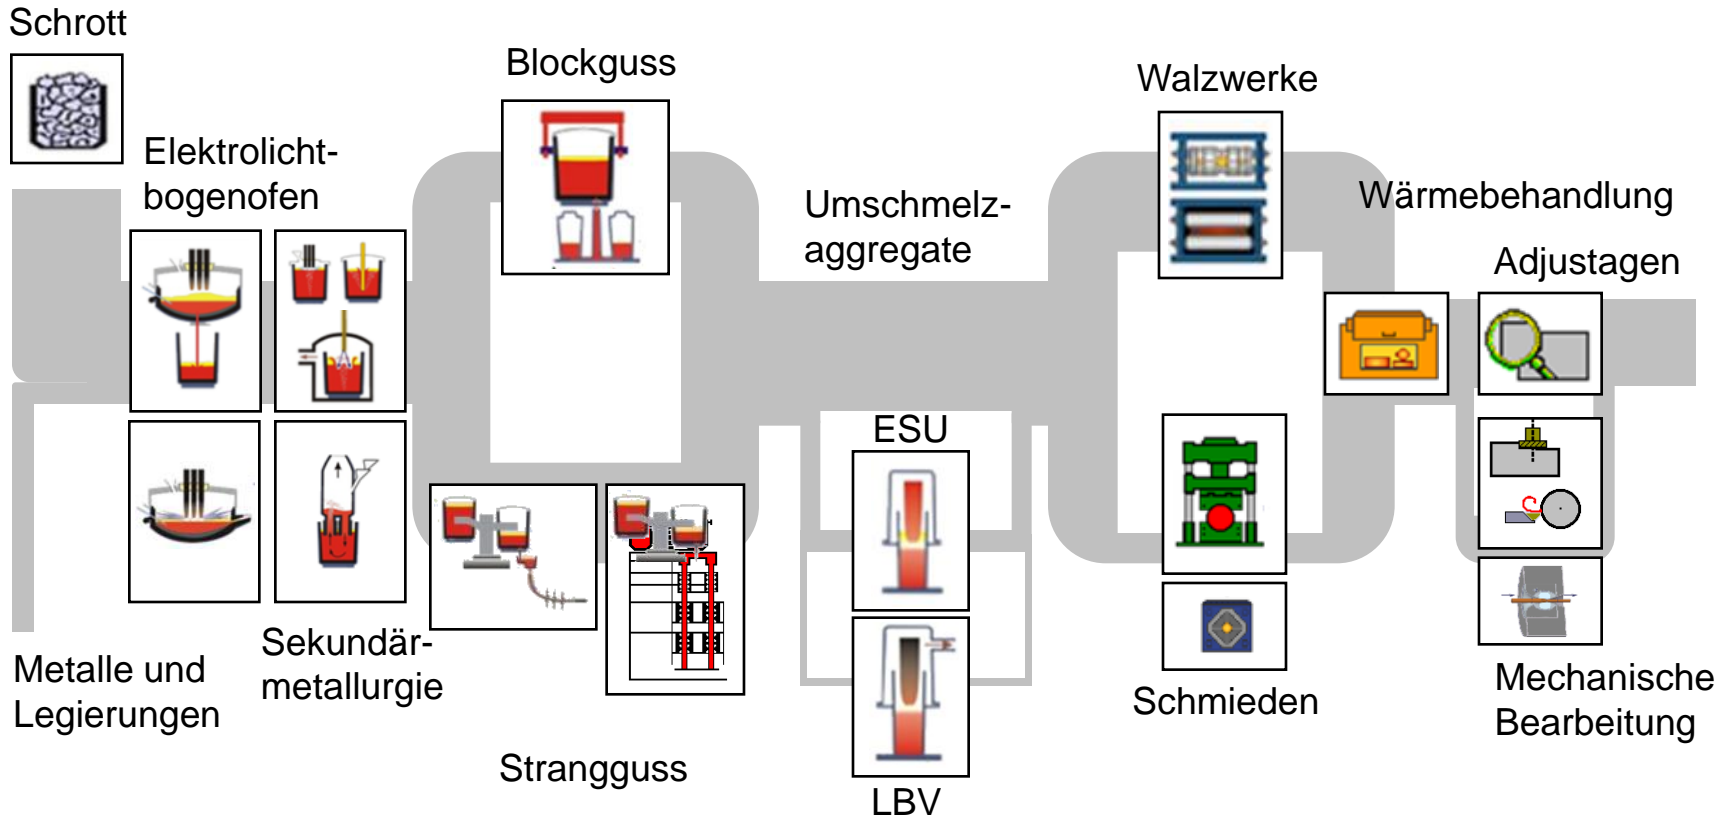 Schrott
Elektrolicht-
bogenofen
Blockguss
Umschmelz-
aggregate
Walzwerke
Wärmebehandlung
Adjustagen
ESU
Metalle und
Legierungen
Sekundär-
metallurgie
Strangguss
LBV
Schmieden
Mechanische
Bearbeitung